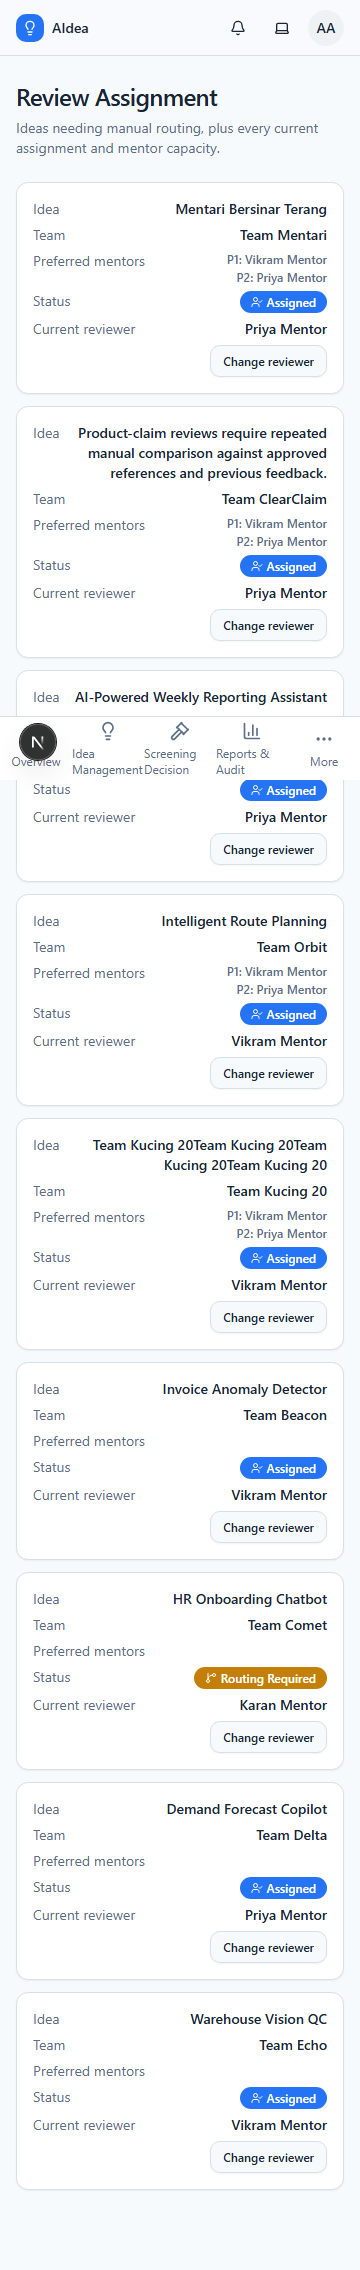 AIdea
AA
Review Assignment
Ideas needing manual routing, plus every current
assignment and mentor capacity.
Idea Mentari Bersinar Terang
Team Team Mentari
Preferred mentors P1: Vikram Mentor
P2: Priya Mentor
Status Assigned
Current reviewer Priya Mentor
Change reviewer
Idea Product-claim reviews require repeated
manual comparison against approved
references and previous feedback.
Team Team ClearClaim
Preferred mentors P1: Vikram Mentor
P2: Priya Mentor
Status Assigned
Current reviewer Priya Mentor
Change reviewer
Idea AI-Powered Weekly Reporting Assistant
N
Overview
Idea
Management
Screening
Decision
Reports &
Audit
More
Status Assigned
Current reviewer Priya Mentor
Change reviewer
Idea Intelligent Route Planning
Team Team Orbit
Preferred mentors P1: Vikram Mentor
P2: Priya Mentor
Status Assigned
Current reviewer Vikram Mentor
Change reviewer
Idea Team Kucing 20Team Kucing 20Team
Kucing 20Team Kucing 20
Team Team Kucing 20
Preferred mentors P1: Vikram Mentor
P2: Priya Mentor
Status Assigned
Current reviewer Vikram Mentor
Change reviewer
Idea Invoice Anomaly Detector
Team Team Beacon
Preferred mentors
Status Assigned
Current reviewer Vikram Mentor
Change reviewer
Idea HR Onboarding Chatbot
Team Team Comet
Preferred mentors
Status Routing Required
Current reviewer Karan Mentor
Change reviewer
Idea Demand Forecast Copilot
Team Team Delta
Preferred mentors
Status Assigned
Current reviewer Priya Mentor
Change reviewer
Idea Warehouse Vision QC
Team Team Echo
Preferred mentors
Status Assigned
Current reviewer Vikram Mentor
Change reviewer